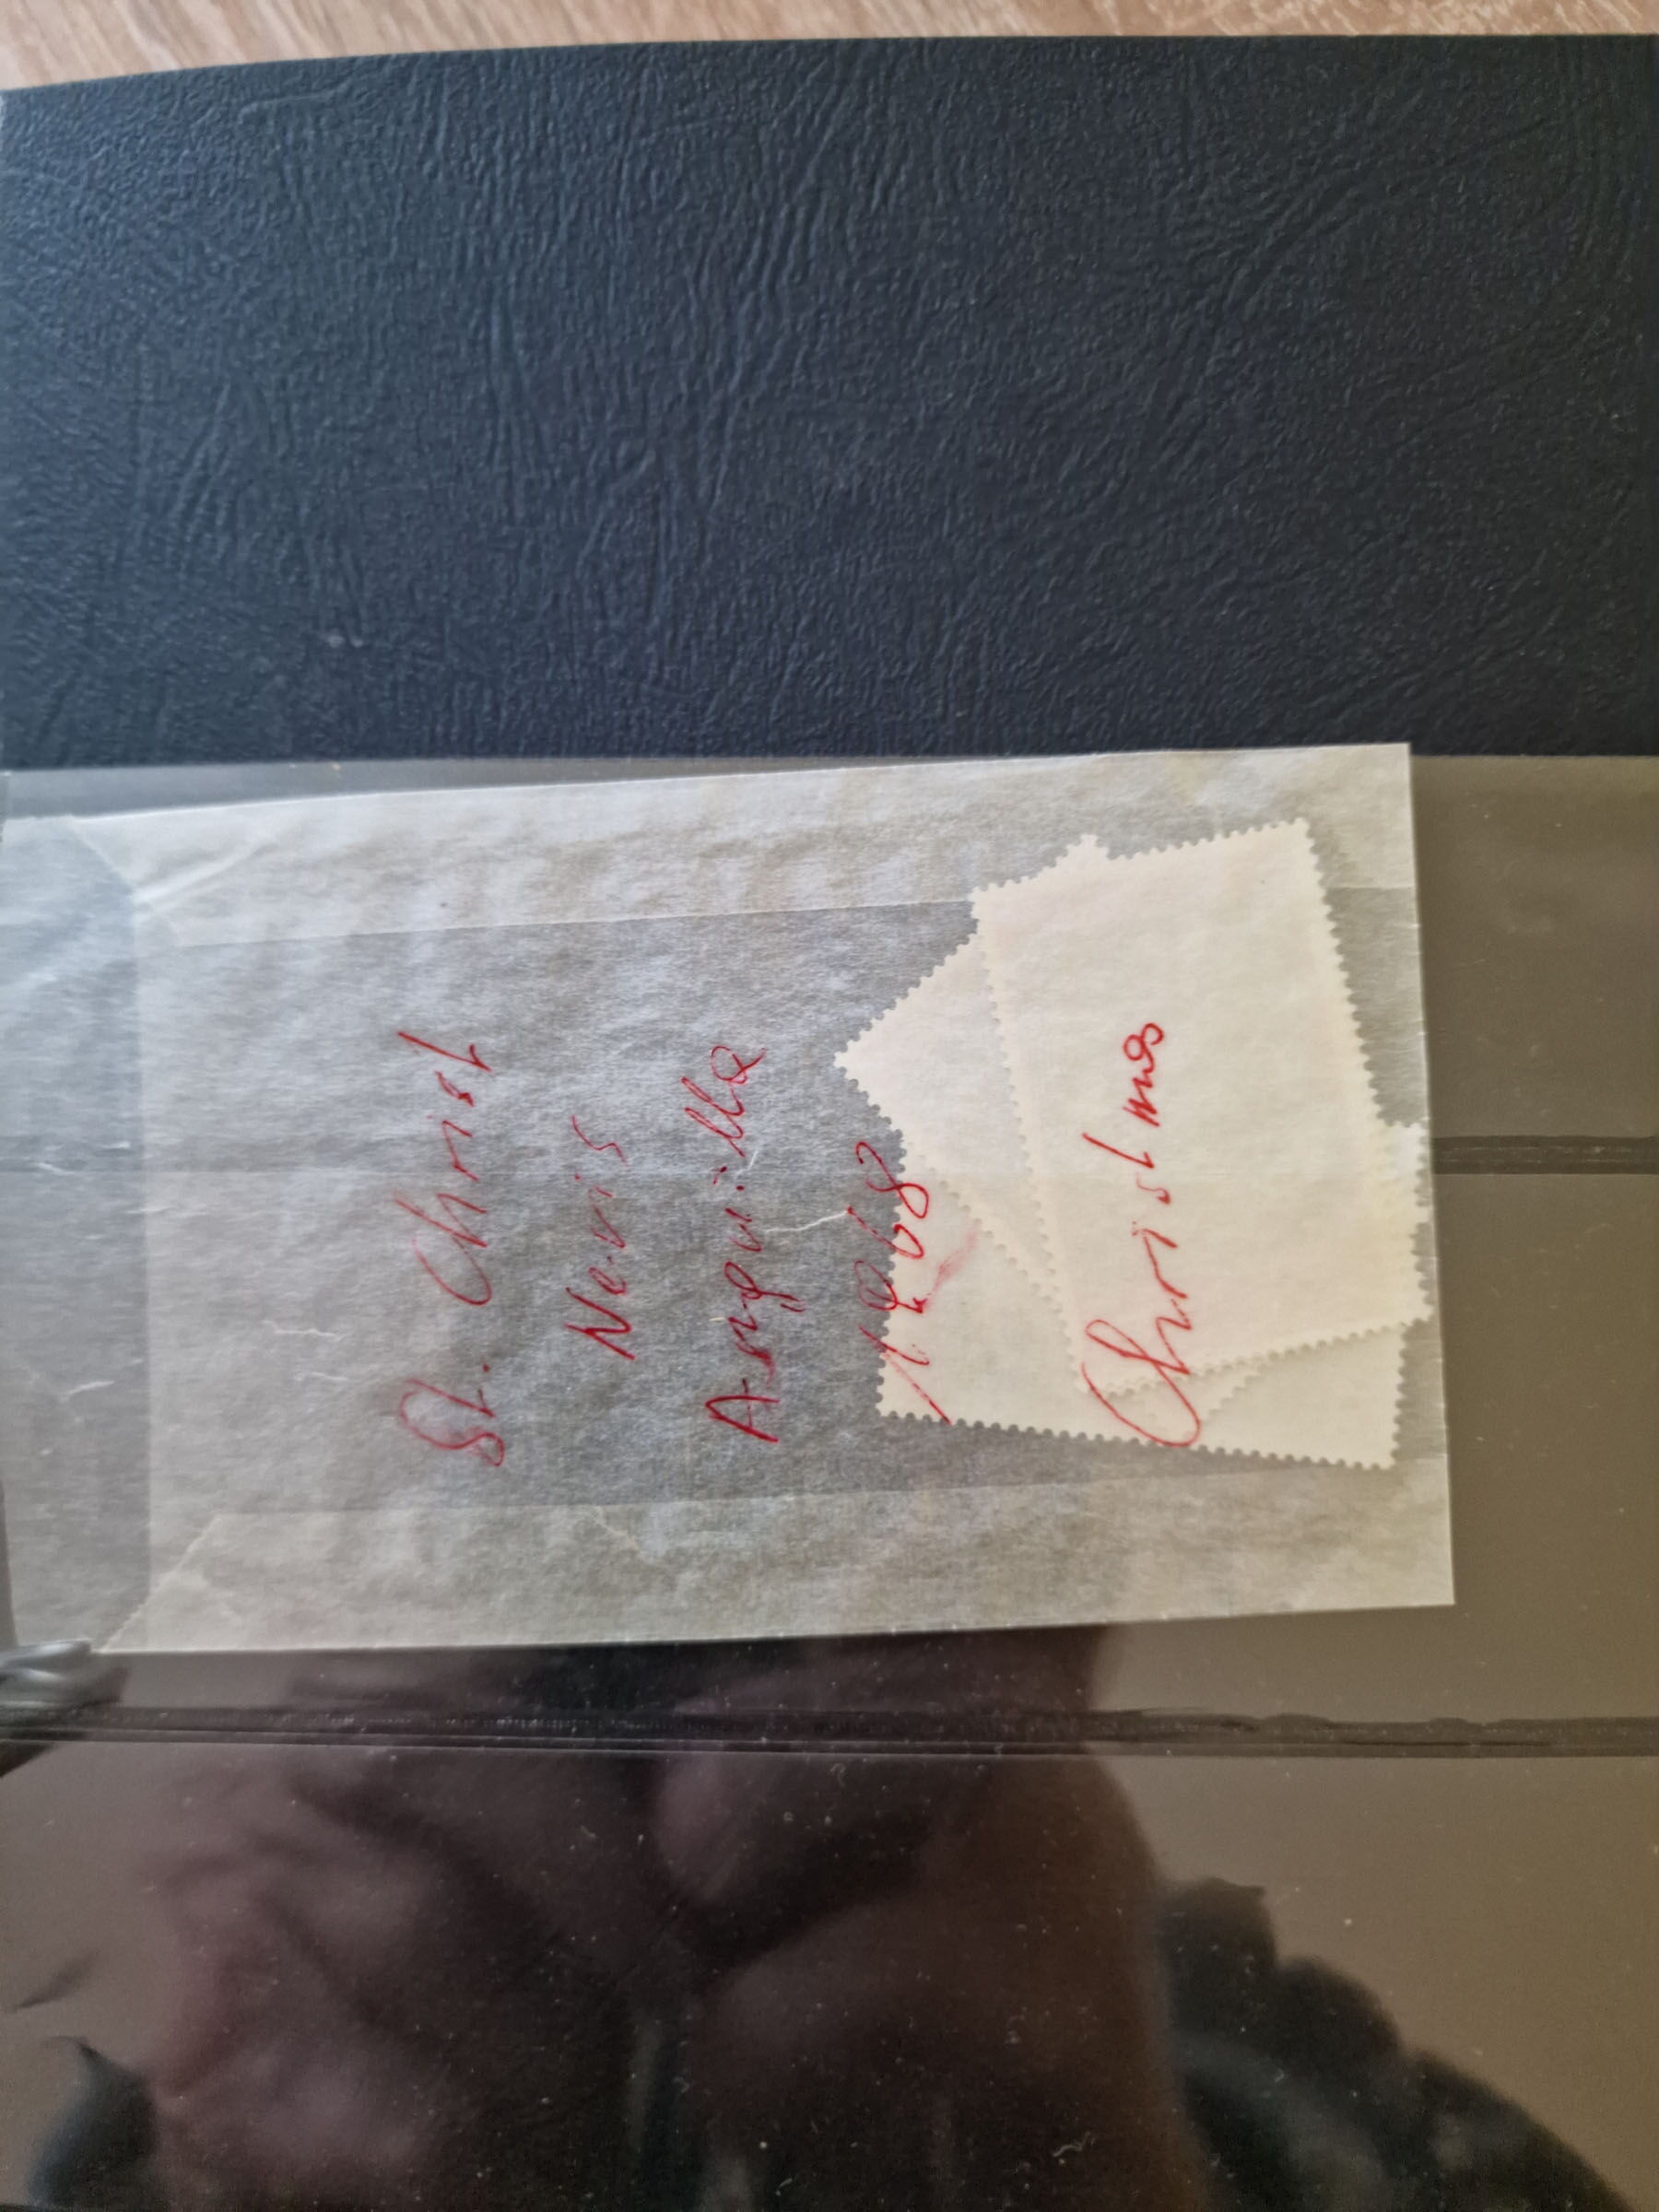 St. Christ
Nevis
Anguilla
1968
Christmas